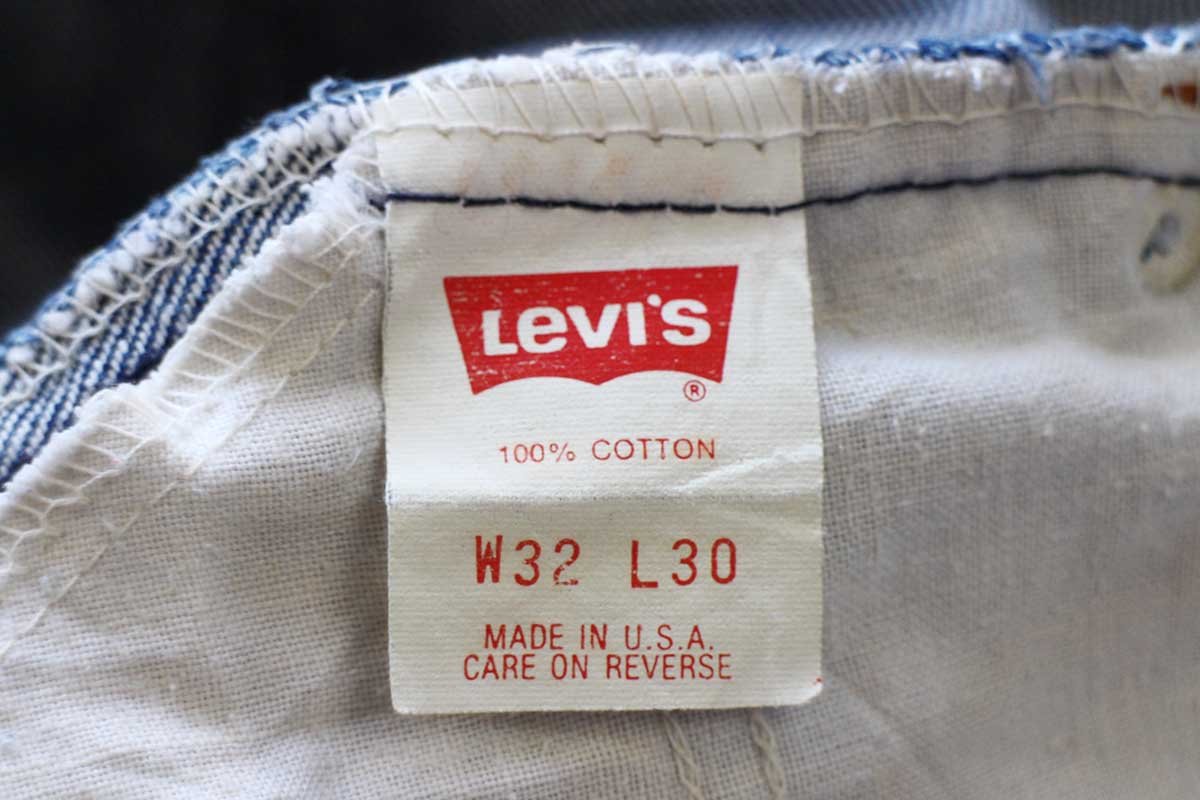 Levi's
®
100% COTTON
W32 L30
MADE IN U.S.A.
CARE ON REVERSE